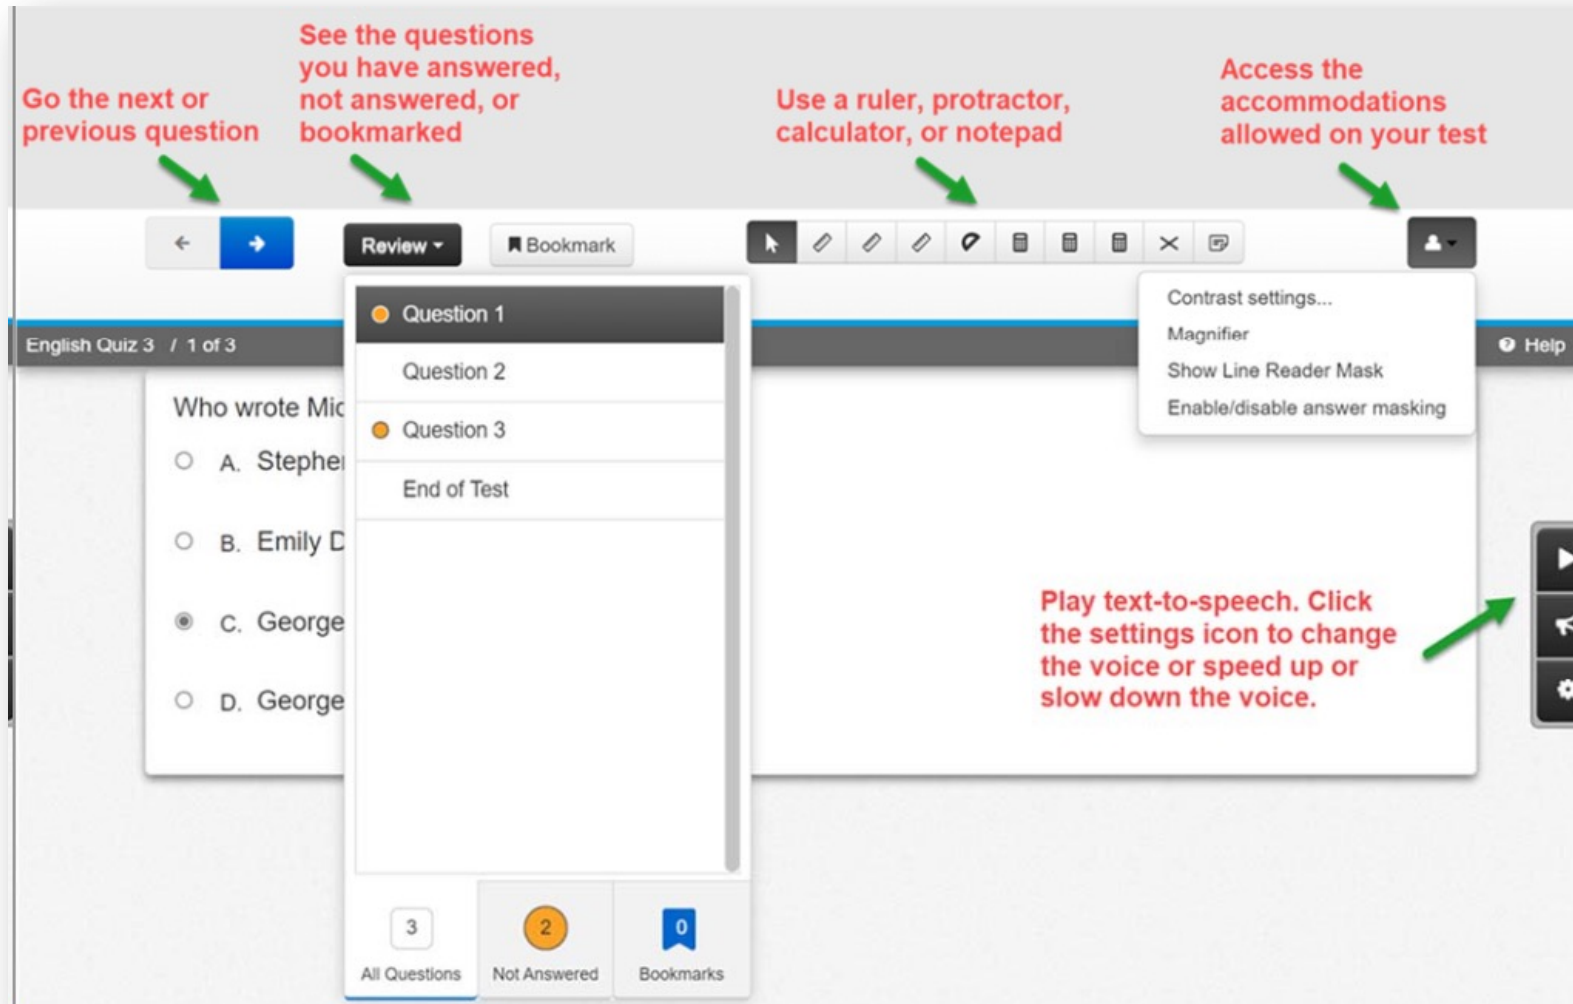 See the questions
you have answered,
not answered, or
bookmarked
Go the next or
previous question
Use a ruler, protractor,
calculator, or notepad
Access the
accommodations
allowed on your test
Review
Bookmark
Contrast settings...
Magnifier
Show Line Reader Mask
Enable/disable answer masking
English Quiz 3 / 1 of 3
Help
Question 1
Question 2
Question 3
End of Test
Who wrote
A.
B. Emily
C. George
D. George
Play text-to-speech. Click
the settings icon to change
the voice or speed up or
slow down the voice.
3
2
0
All Questions
Not Answered
Bookmarks